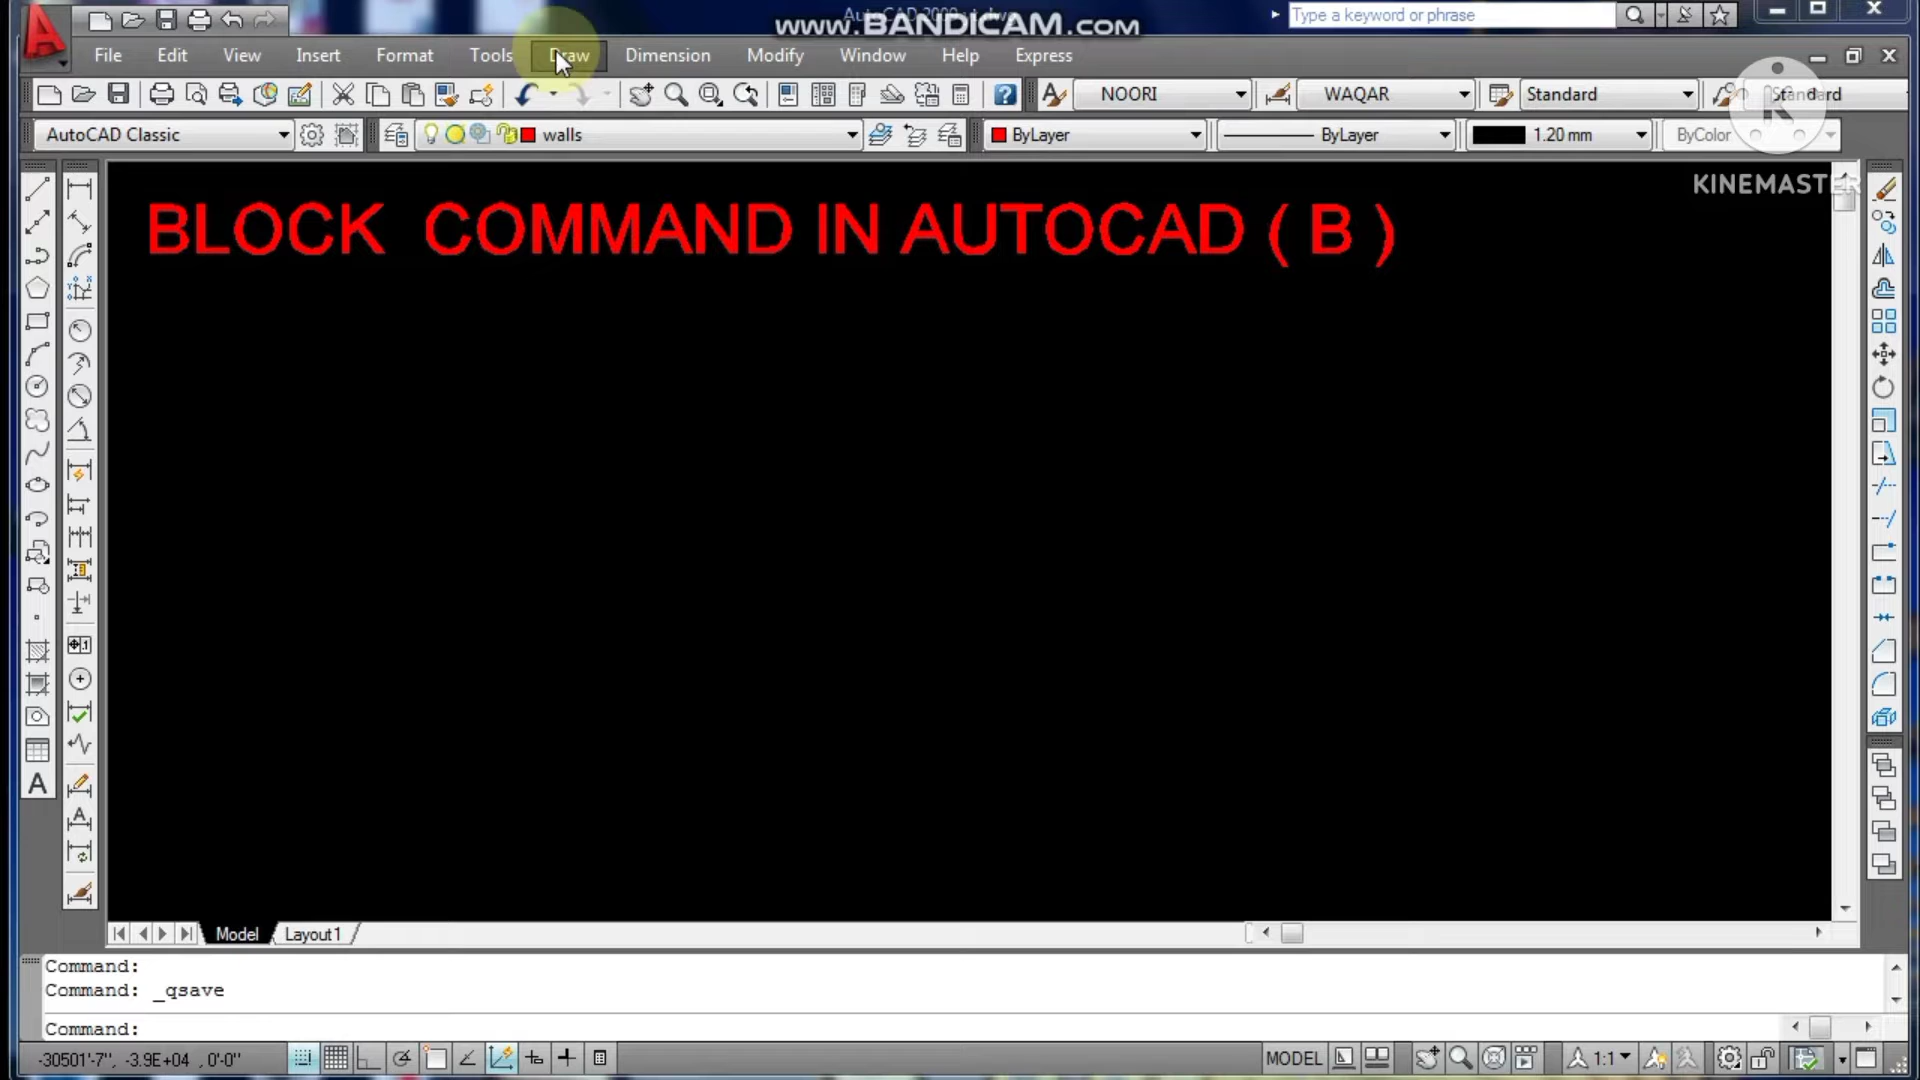 www.BANDICAM.com
Type a keyword or phrase
File Edit View Insert Format Tools Draw Dimension Modify Window Help Express
NOORI WAQAR Standard Standard
AutoCAD Classic walls ByLayer ByLayer 1.20 mm ByColor
KINEMASTER
BLOCK COMMAND IN AUTOCAD ( B )
Model Layout1
Command:
Command: _qsave
Command:
-30501'-7", -3.9E+04 , 0'-0" MODEL 1:1